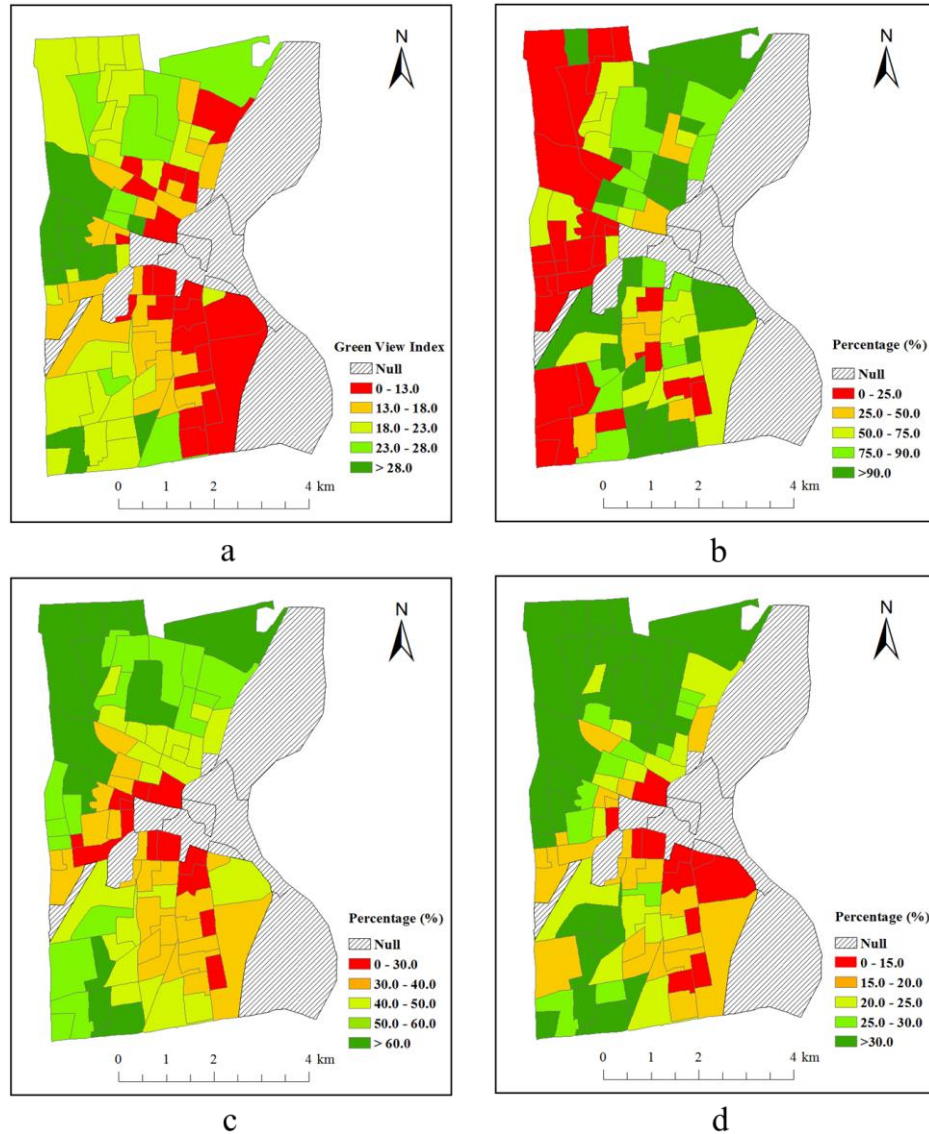 N
Green View Index
Null
0 - 13.0
13.0 - 18.0
18.0 - 23.0
23.0 - 28.0
> 28.0
0 2 4 km
a
N
Percentage (%)
Null
0 - 25.0
25.0 - 50.0
50.0 - 75.0
75.0 - 90.0
>90.0
0 1 2 4 km
b
N
Percentage (%)
Null
0 - 30.0
30.0 - 40.0
40.0 - 50.0
50.0 - 60.0
> 60.0
0 2 4 km
c
N
Percentage (%)
Null
0 - 15.0
15.0 - 20.0
20.0 - 25.0
25.0 - 30.0
>30.0
0 1 2 4 km
d